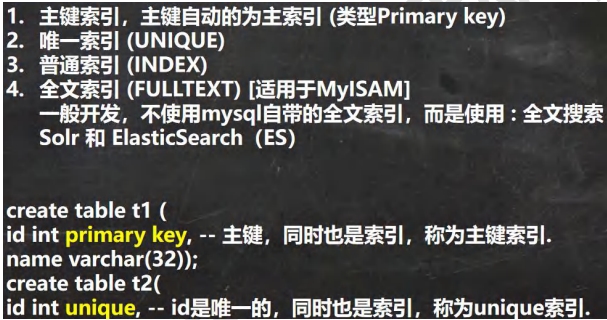 1. 主键索引，主键自动的为主索引 (类型Primary key)
2. 唯一索引 (UNIQUE)
3. 普通索引 (INDEX)
4. 全文索引 (FULLTEXT) [适用于MyISAM]
一般开发，不使用mysql自带的全文索引，而是使用：全文搜索
Solr 和 ElasticSearch（ES）
create table t1 (
id int primary key, -- 主键，同时也是索引，称为主键索引.
name varchar(32));
create table t2(
id int unique, -- id是唯一的，同时也是索引，称为unique索引.